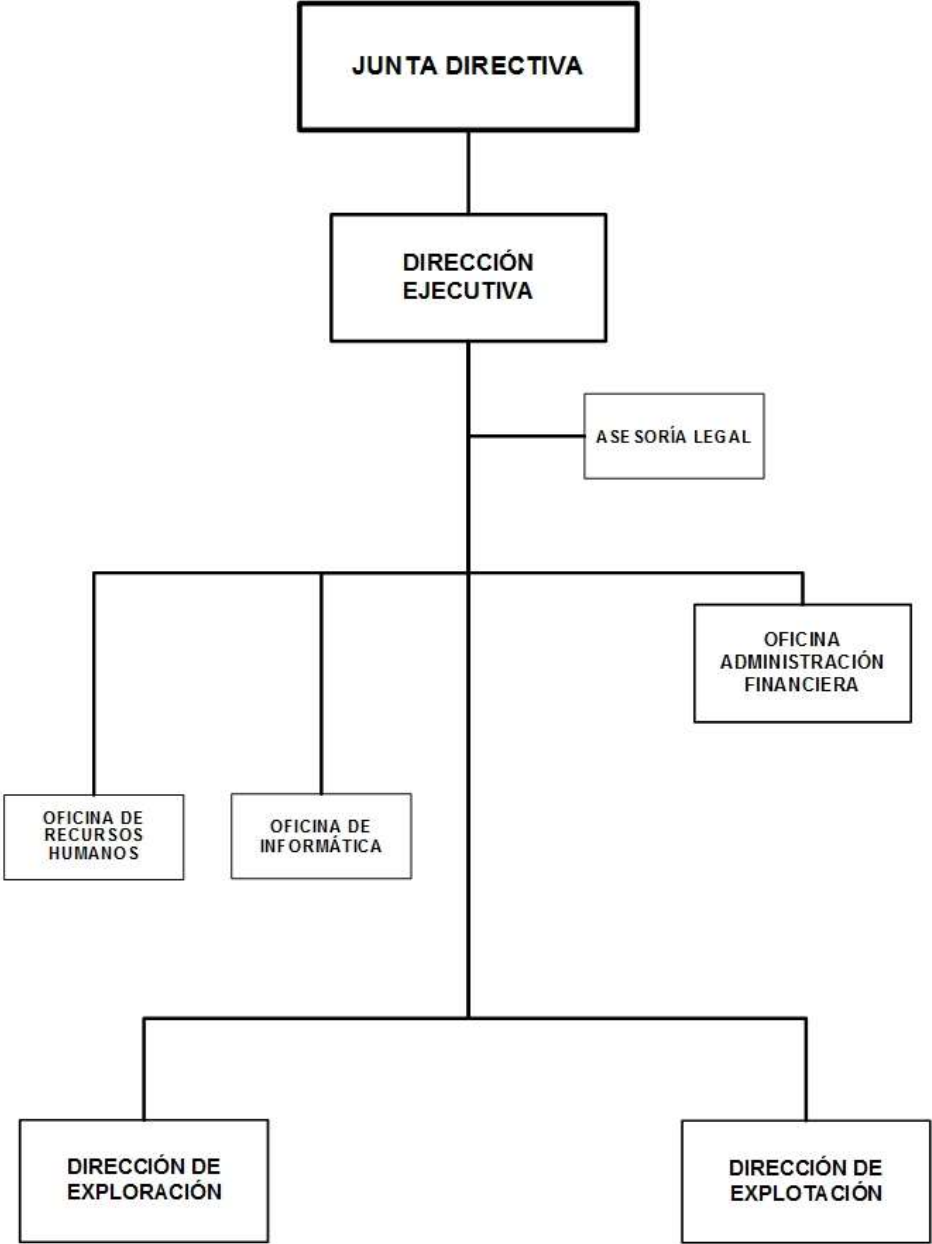 JUNTA DIRECTIVA
DIRECCIÓN
EJECUTIVA
ASESORÍA LEGAL
OFICINA
ADMINISTRACIÓN
FINANCIERA
OFICINA DE
RECURSOS
HUMANOS
OFICINA DE
INFORMÁTICA
DIRECCIÓN DE
EXPLORACIÓN
DIRECCIÓN DE
EXPLOTACIÓN